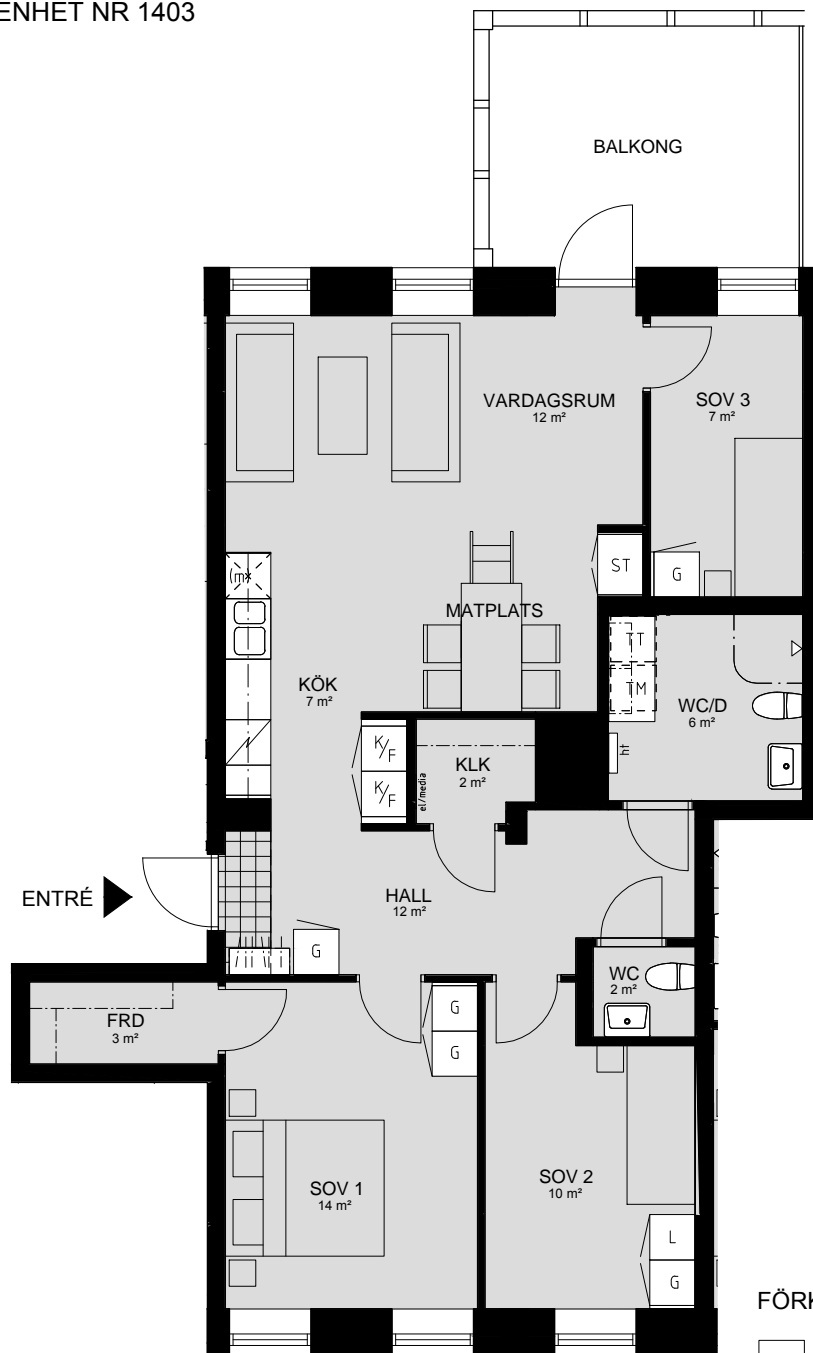 ENHET NR 1403
BALKONG
VARDAGSRUM
12 m²
SOV 3
7 m²
ST
G
(m
MATPLATS
TT
TM
WC/D
6 m²
KÖK
7 m²
ht
K/F
K/F
el/media
KLK
2 m²
ENTRÉ
HALL
12 m²
G
WC
2 m²
FRD
3 m²
G
G
SOV 1
14 m²
SOV 2
10 m²
L
G